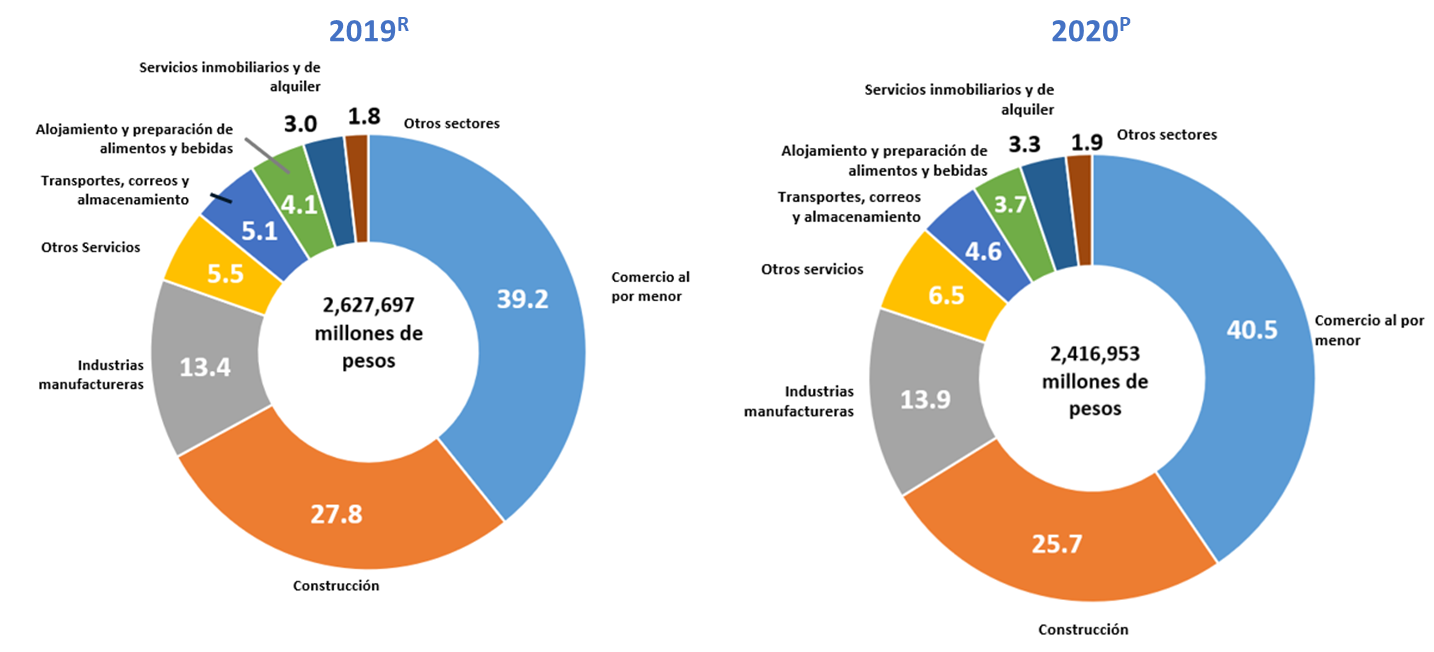 2019R
Servicios inmobiliarios y de
alquiler
3.0
1.8
Otros sectores
Alojamiento y preparación de
alimentos y bebidas
4.1
Transportes, correos y
almacenamiento
5.1
Otros Servicios
5.5
2,627,697
millones de
pesos
39.2
Comercio al
por menor
Industrias
manufactureras
13.4
27.8
Construcción
2020P
Servicios inmobiliarios y de
alquiler
3.3
1.9
Otros sectores
Alojamiento y preparación de
alimentos y bebidas
3.7
Transportes, correos
y almacenamiento
4.6
Otros servicios
6.5
2,416,953
millones de
pesos
40.5
Comercio al por
menor
Industrias
manufactureras
13.9
25.7
Construcción